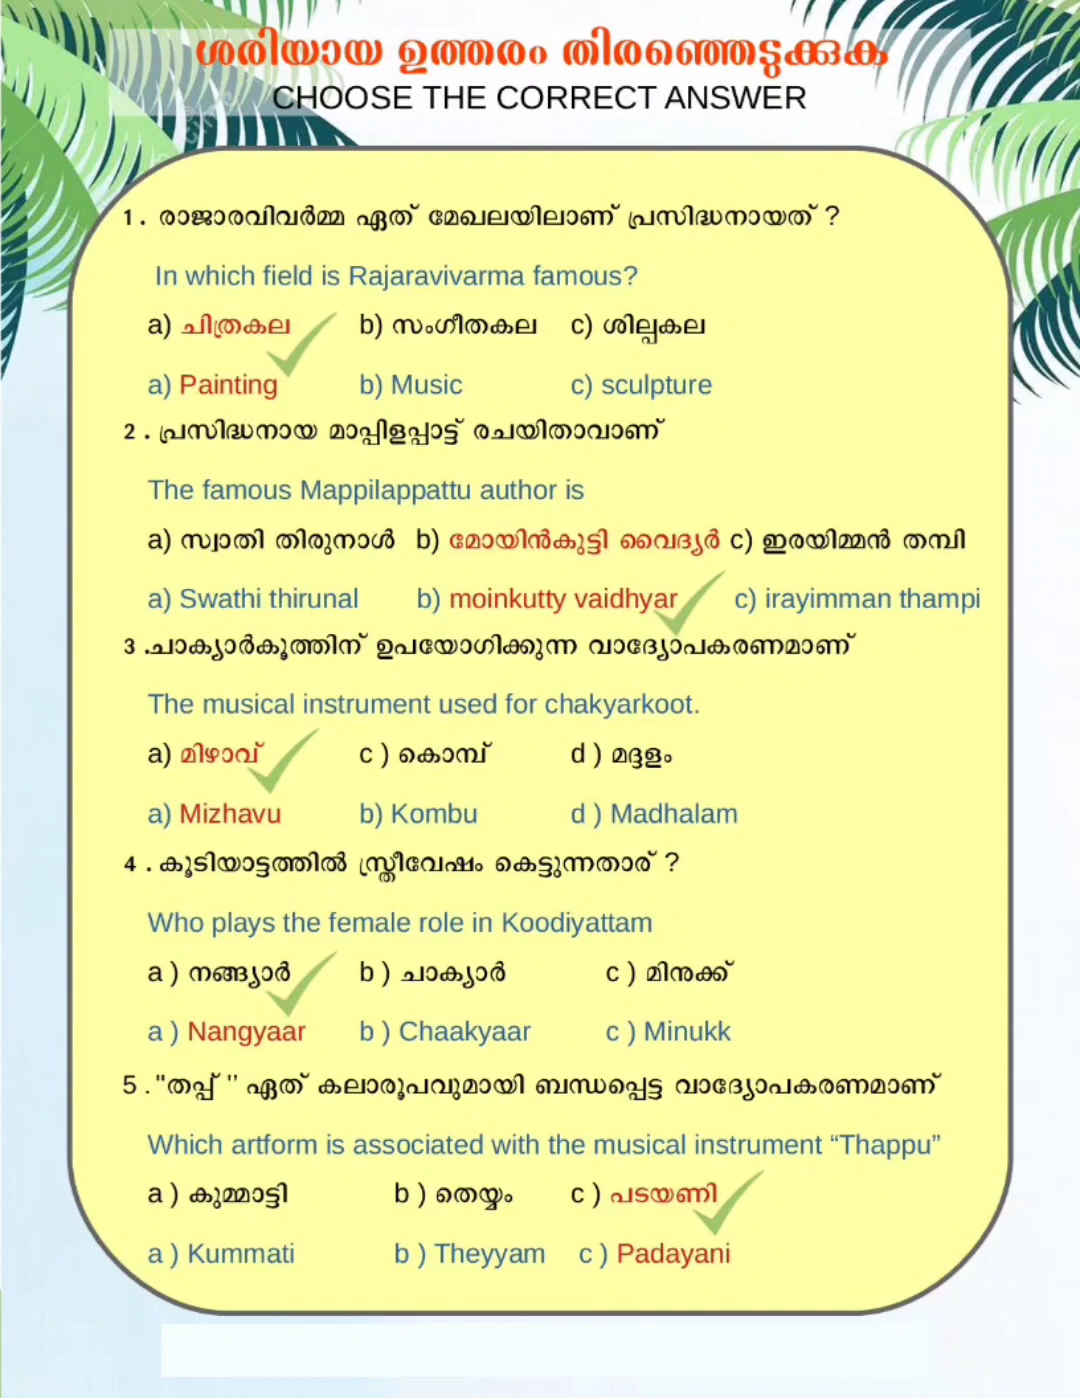 ശരിയായ ഉത്തരം തിരഞ്ഞെടുക്കുക
CHOOSE THE CORRECT ANSWER
1. രാജാരവിവർമ്മ ഏത് മേഖലയിലാണ് പ്രസിദ്ധനായത് ?
In which field is Rajaravivarma famous?
a) ചിത്രകല b) സംഗീതകല c) ശില്പകല
a) Painting b) Music c) sculpture
2 . പ്രസിദ്ധനായ മാപ്പിളപ്പാട്ട് രചയിതാവാണ്
The famous Mappilappattu author is
a) സ്വാതി തിരുനാൾ b) മോയിൻകുട്ടി വൈദ്യർ c) ഇരയിമ്മൻ തമ്പി
a) Swathi thirunal b) moinkutty vaidhyar c) irayimman thampi
3 .ചാക്യാർകൂത്തിന് ഉപയോഗിക്കുന്ന വാദ്യോപകരണമാണ്
The musical instrument used for chakyarkoot.
a) മിഴാവ് c ) കൊമ്പ് d ) മദ്ദളം
a) Mizhavu b) Kombu d ) Madhalam
4 . കൂടിയാട്ടത്തിൽ സ്ത്രീവേഷം കെട്ടുന്നതാര് ?
Who plays the female role in Koodiyattam
a ) നങ്ങ്യാർ b ) ചാക്യാർ c ) മിനുക്ക്
a ) Nangyaar b ) Chaakyaar c ) Minukk
5 . "തപ്പ് '' ഏത് കലാരൂപവുമായി ബന്ധപ്പെട്ട വാദ്യോപകരണമാണ്
Which artform is associated with the musical instrument “Thappu”
a ) കുമ്മാട്ടി b ) തെയ്യം c ) പടയണി
a ) Kummati b ) Theyyam c ) Padayani